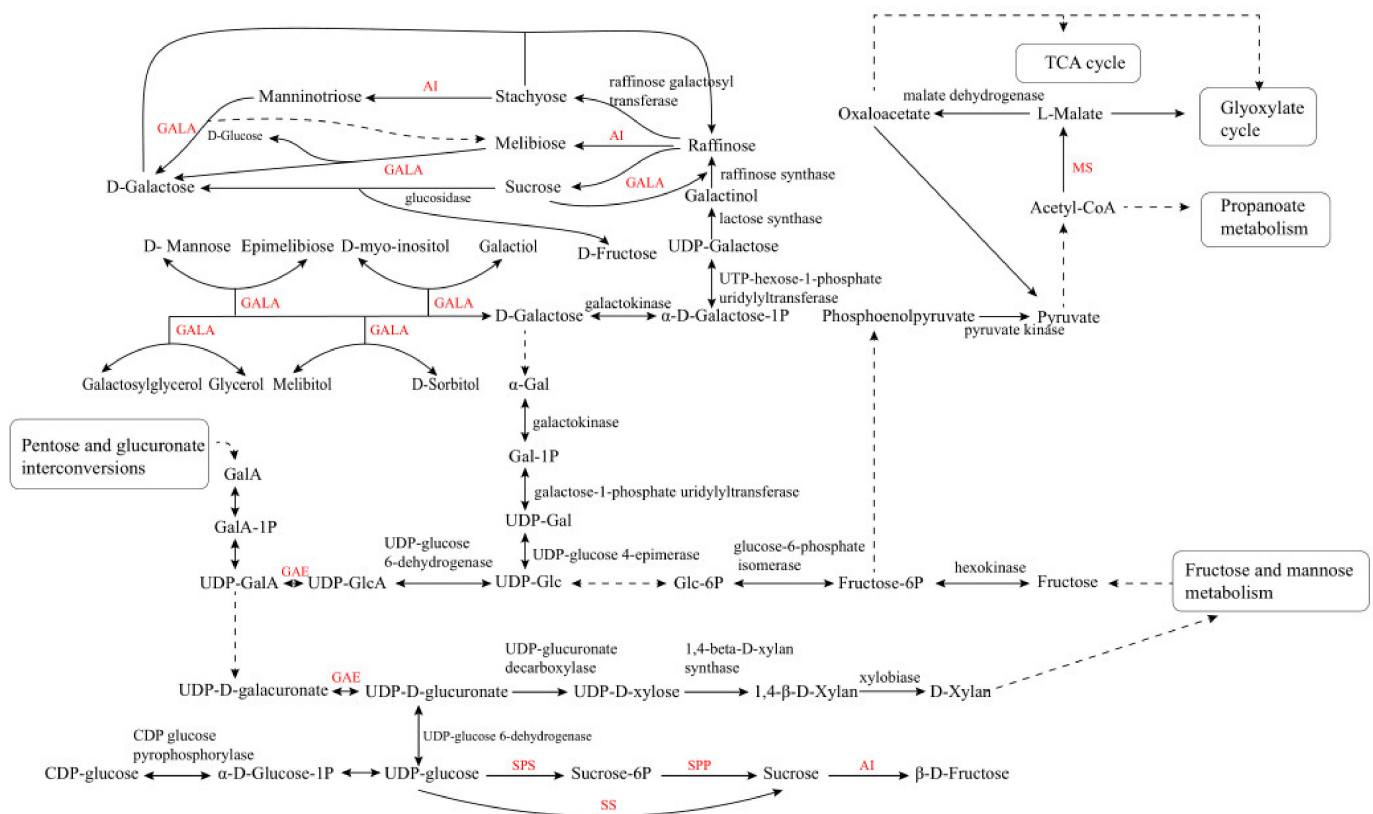 TCA cycle
raffinose galactosyl
transferase
AI
Manninotriose
Stachyose
malate dehydrogenase
Oxaloacetate
L-Malate
Glyoxylate
cycle
GALA
D-Glucose
Melibiose
AI
Raffinose
MS
GALA
raffinose synthase
D-Galactose
Sucrose
GALA
glucosidase
Galactinol
Acetyl-CoA
Propanoate
metabolism
lactose synthase
D- Mannose
Epimelibiose
D-myo-inositol
Galactiol
D-Fructose
UDP-Galactose
UTP-hexose-1-phosphate
uridylyltransferase
GALA
GALA
galactokinase
D-Galactose
α-D-Galactose-1P
Phosphoenolpyruvate
pyruvate kinase
Pyruvate
GALA
GALA
Galactosylglycerol
Glycerol
Melibitol
D-Sorbitol
α-Gal
galactokinase
Pentose and glucuronate
interconversions
Gal-1P
GalA
galactose-1-phosphate uridylyltransferase
GalA-1P
UDP-Gal
UDP-glucose
6-dehydrogenase
UDP-glucose 4-epimerase
glucose-6-phosphate
isomerase
hexokinase
UDP-GalA
GAE
UDP-GlcA
UDP-Glc
Glc-6P
Fructose-6P
Fructose
Fructose and mannose
metabolism
UDP-glucuronate
decarboxylase
1,4-beta-D-xylan
synthase
xylobiase
UDP-D-galacuronate
GAE
UDP-D-glucuronate
UDP-D-xylose
1,4-β-D-Xylan
D-Xylan
UDP-glucose 6-dehydrogenase
CDP glucose
pyrophosphorylase
CDP-glucose
α-D-Glucose-1P
UDP-glucose
SPS
Sucrose-6P
SPP
Sucrose
AI
β-D-Fructose
SS